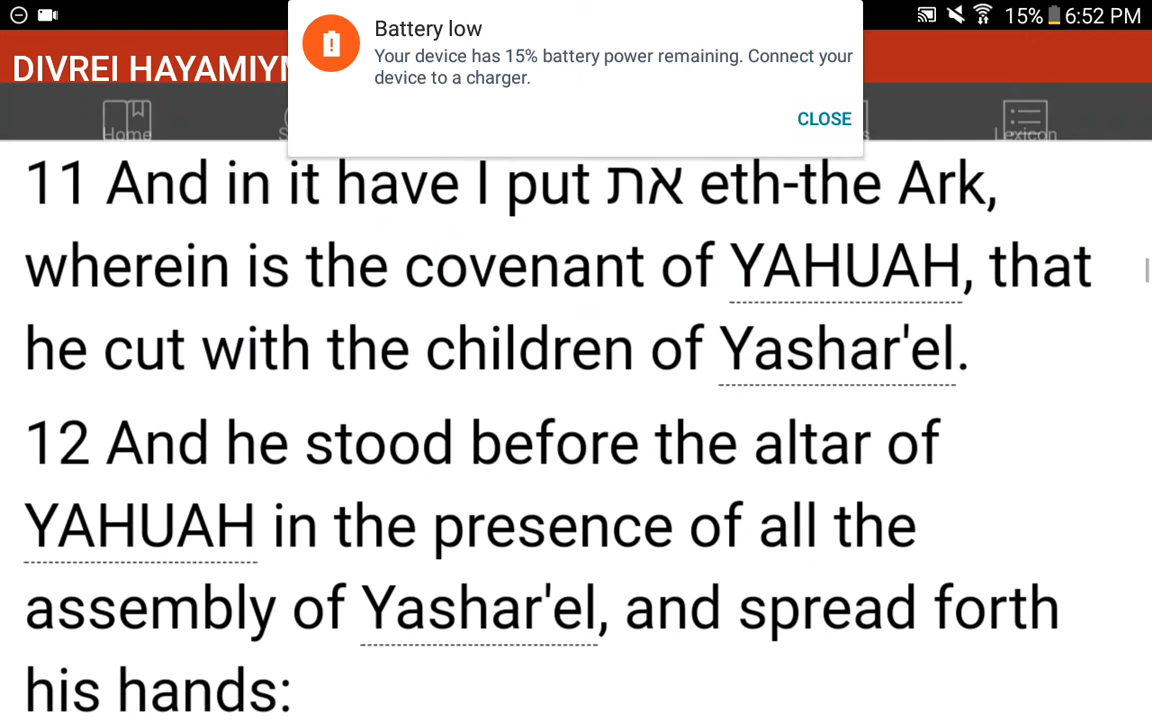 15% 6:52 PM
Battery low
Your device has 15% battery power remaining. Connect your
device to a charger.
CLOSE
DIVREI HAYAMIY
Home
Lexicon
11 And in it have I put את eth-the Ark,
wherein is the covenant of YAHUAH, that
he cut with the children of Yashar'el.
12 And he stood before the altar of
YAHUAH in the presence of all the
assembly of Yashar'el, and spread forth
his hands: